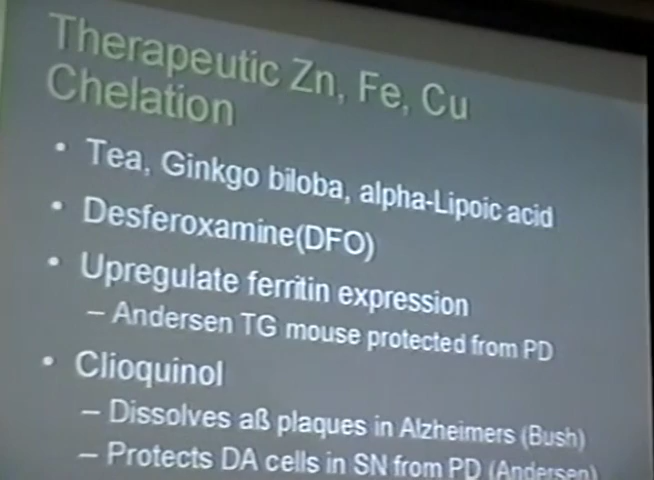 Therapeutic Zn, Fe, Cu
Chelation
• Tea, Ginkgo biloba, alpha-Lipoic acid
• Desferoxamine(DFO)
• Upregulate ferritin expression
– Andersen TG mouse protected from PD
• Clioquinol
– Dissolves aß plaques in Alzheimers (Bush)
– Protects DA cells in SN from PD (Andersen)